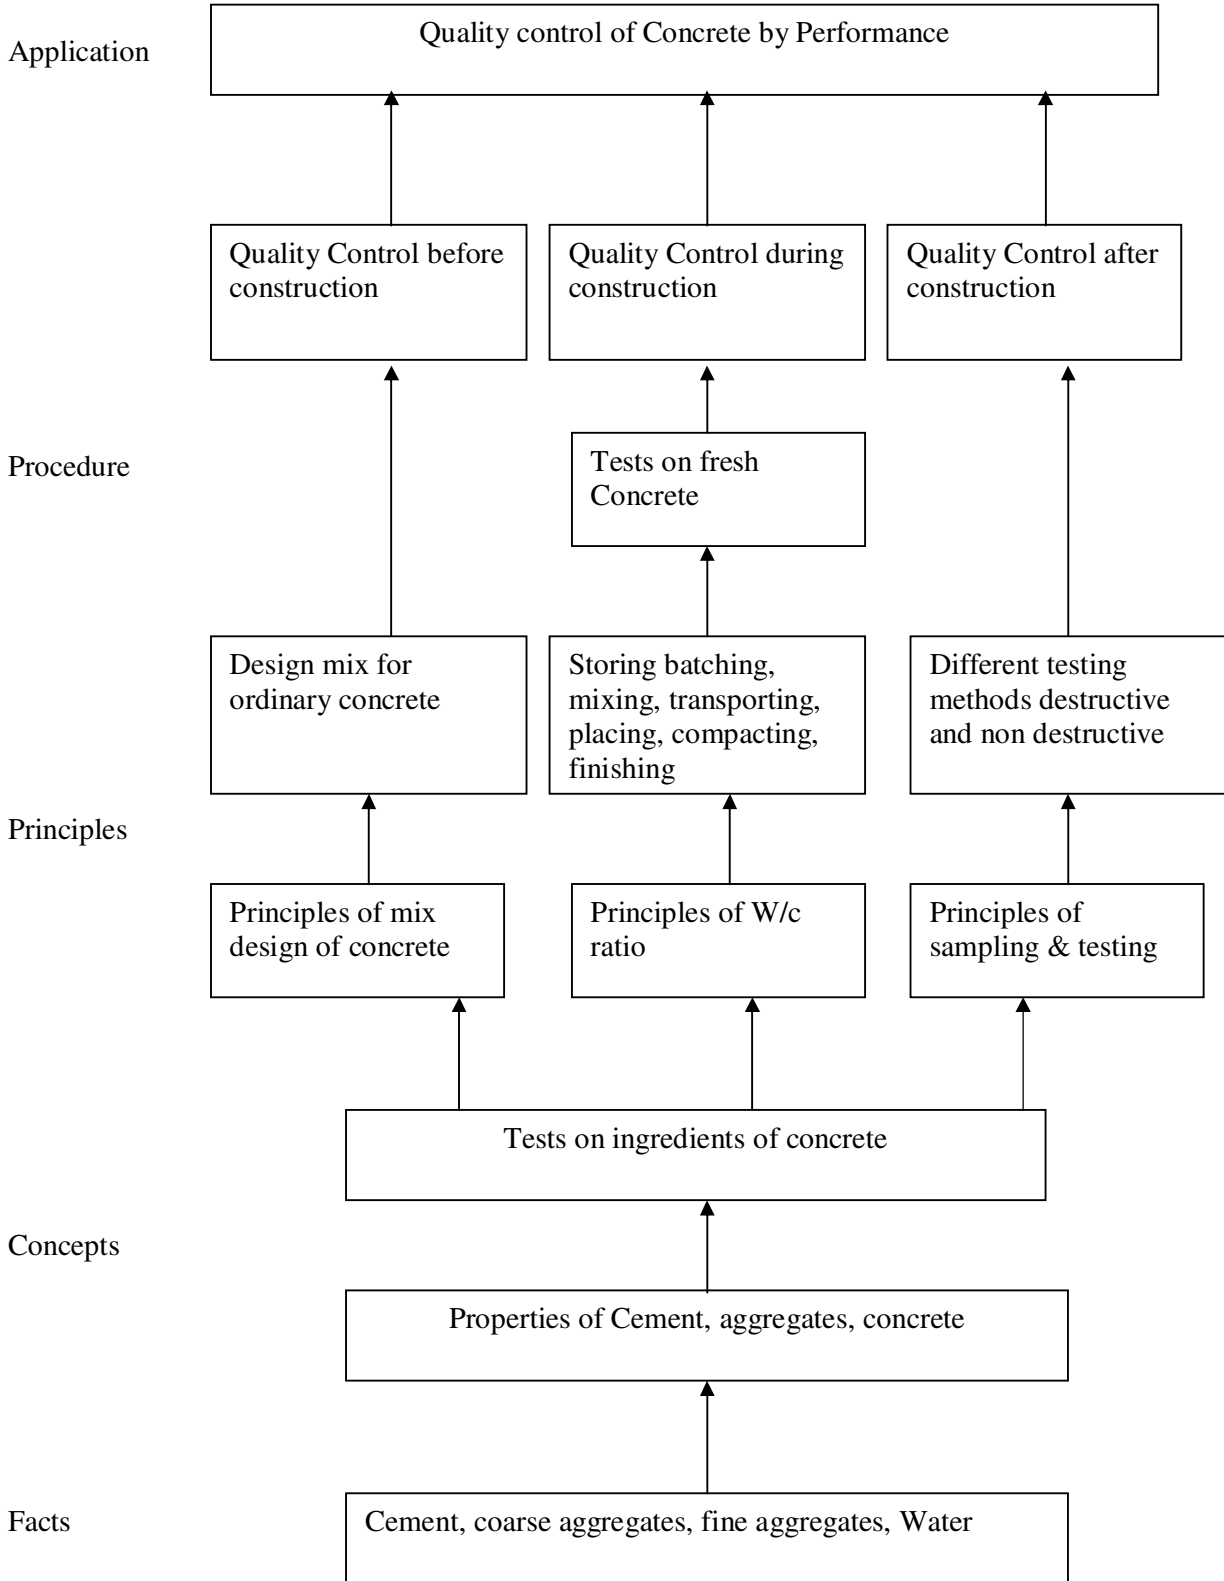 Application
Quality control of Concrete by Performance
Quality Control before
construction
Quality Control during
construction
Quality Control after
construction
Procedure
Tests on fresh
Concrete
Design mix for
ordinary concrete
Storing batching,
mixing, transporting,
placing, compacting,
finishing
Different testing
methods destructive
and non destructive
Principles
Principles of mix
design of concrete
Principles of W/c
ratio
Principles of
sampling & testing
Tests on ingredients of concrete
Concepts
Properties of Cement, aggregates, concrete
Facts
Cement, coarse aggregates, fine aggregates, Water